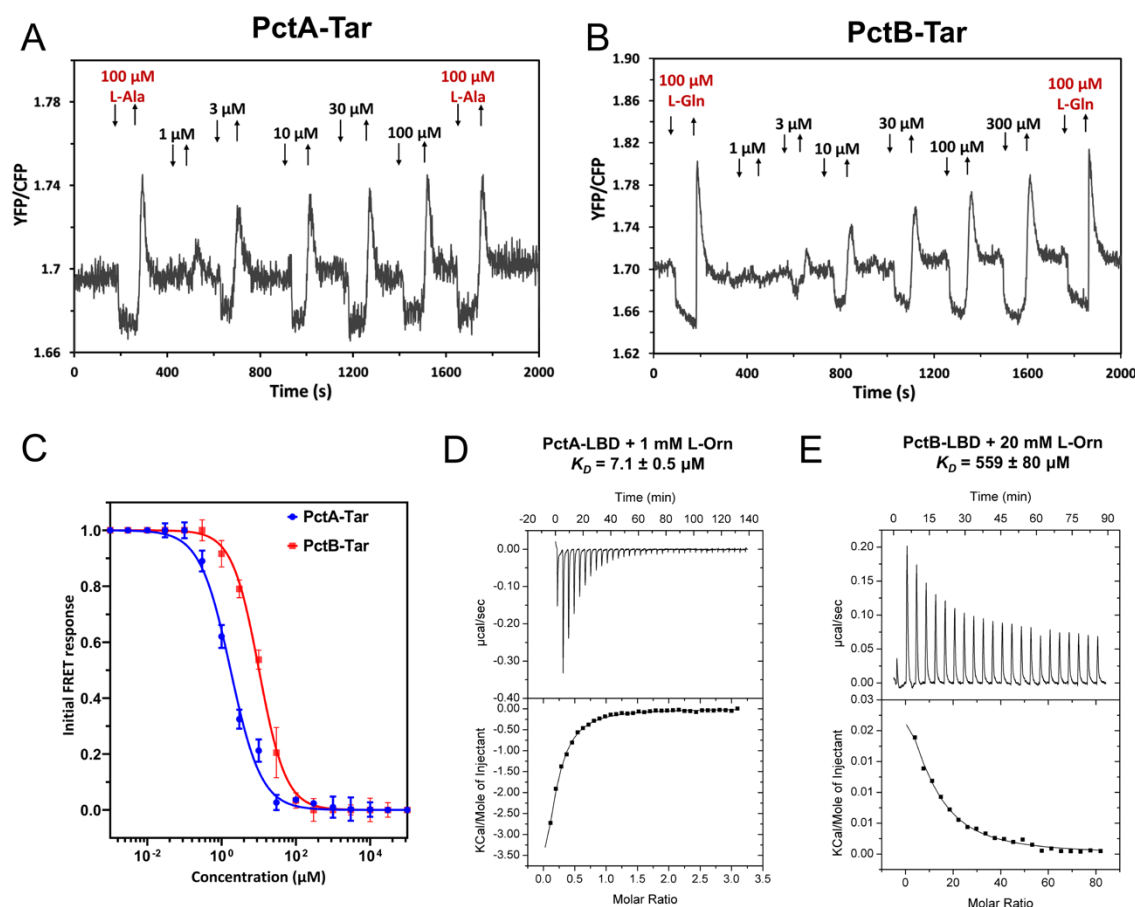 A
PctA-Tar
YFP/CFP
1.78
1.74
1.7
1.66
100 µM
L-Ala
1 µM
3 µM
10 µM
30 µM
100 µM
100 µM
L-Ala
0
400
800
1200
1600
2000
Time (s)
B
PctB-Tar
YFP/CFP
1.90
1.86
1.82
1.78
1.74
1.70
1.66
1.62
100 µM
L-Gln
1 µM
3 µM
10 µM
30 µM
100 µM
300 µM
100 µM
L-Gln
0
200
400
600
800
1000
1200
1400
1600
1800
2000
Time (s)
C
PctA-Tar
PctB-Tar
Initial FRET response
1.0
0.8
0.6
0.4
0.2
0.0
10-2
100
102
104
Concentration (µM)
D
PctA-LBD + 1 mM L-Orn
KD = 7.1 ± 0.5 µM
Time (min)
-20 0 20 40 60 80 100 120 140
µcal/sec
0.00
-0.10
-0.20
-0.30
-0.40
KCal/Mole of Injectant
0.00
-0.50
-1.00
-1.50
-2.00
-2.50
-3.00
-3.50
0.0 0.5 1.0 1.5 2.0 2.5 3.0 3.5
Molar Ratio
E
PctB-LBD + 20 mM L-Orn
KD = 559 ± 80 µM
Time (min)
0 15 30 45 60 75 90
µcal/sec
0.20
0.15
0.10
0.05
0.00
KCal/Mole of Injectant
0.03
0.02
0.01
0.01
0.00
0 20 40 60 80
Molar Ratio